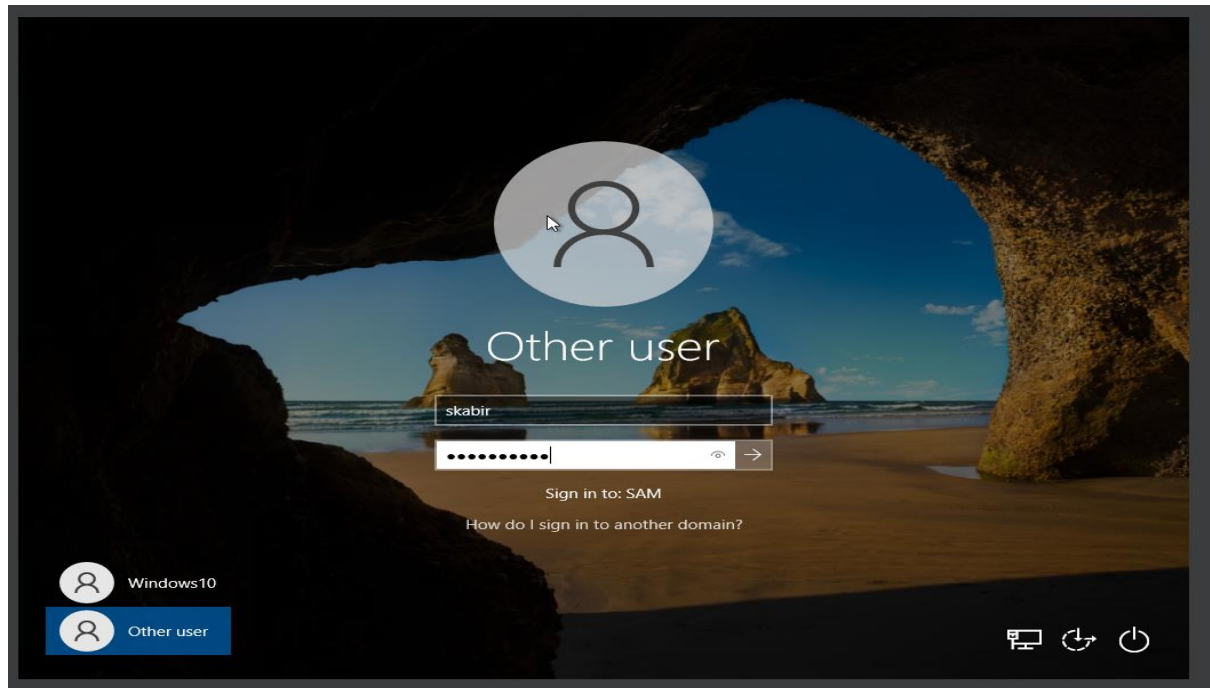 Other user
skabir
Sign in to: SAM
How do I sign in to another domain?
Windows10
Other user